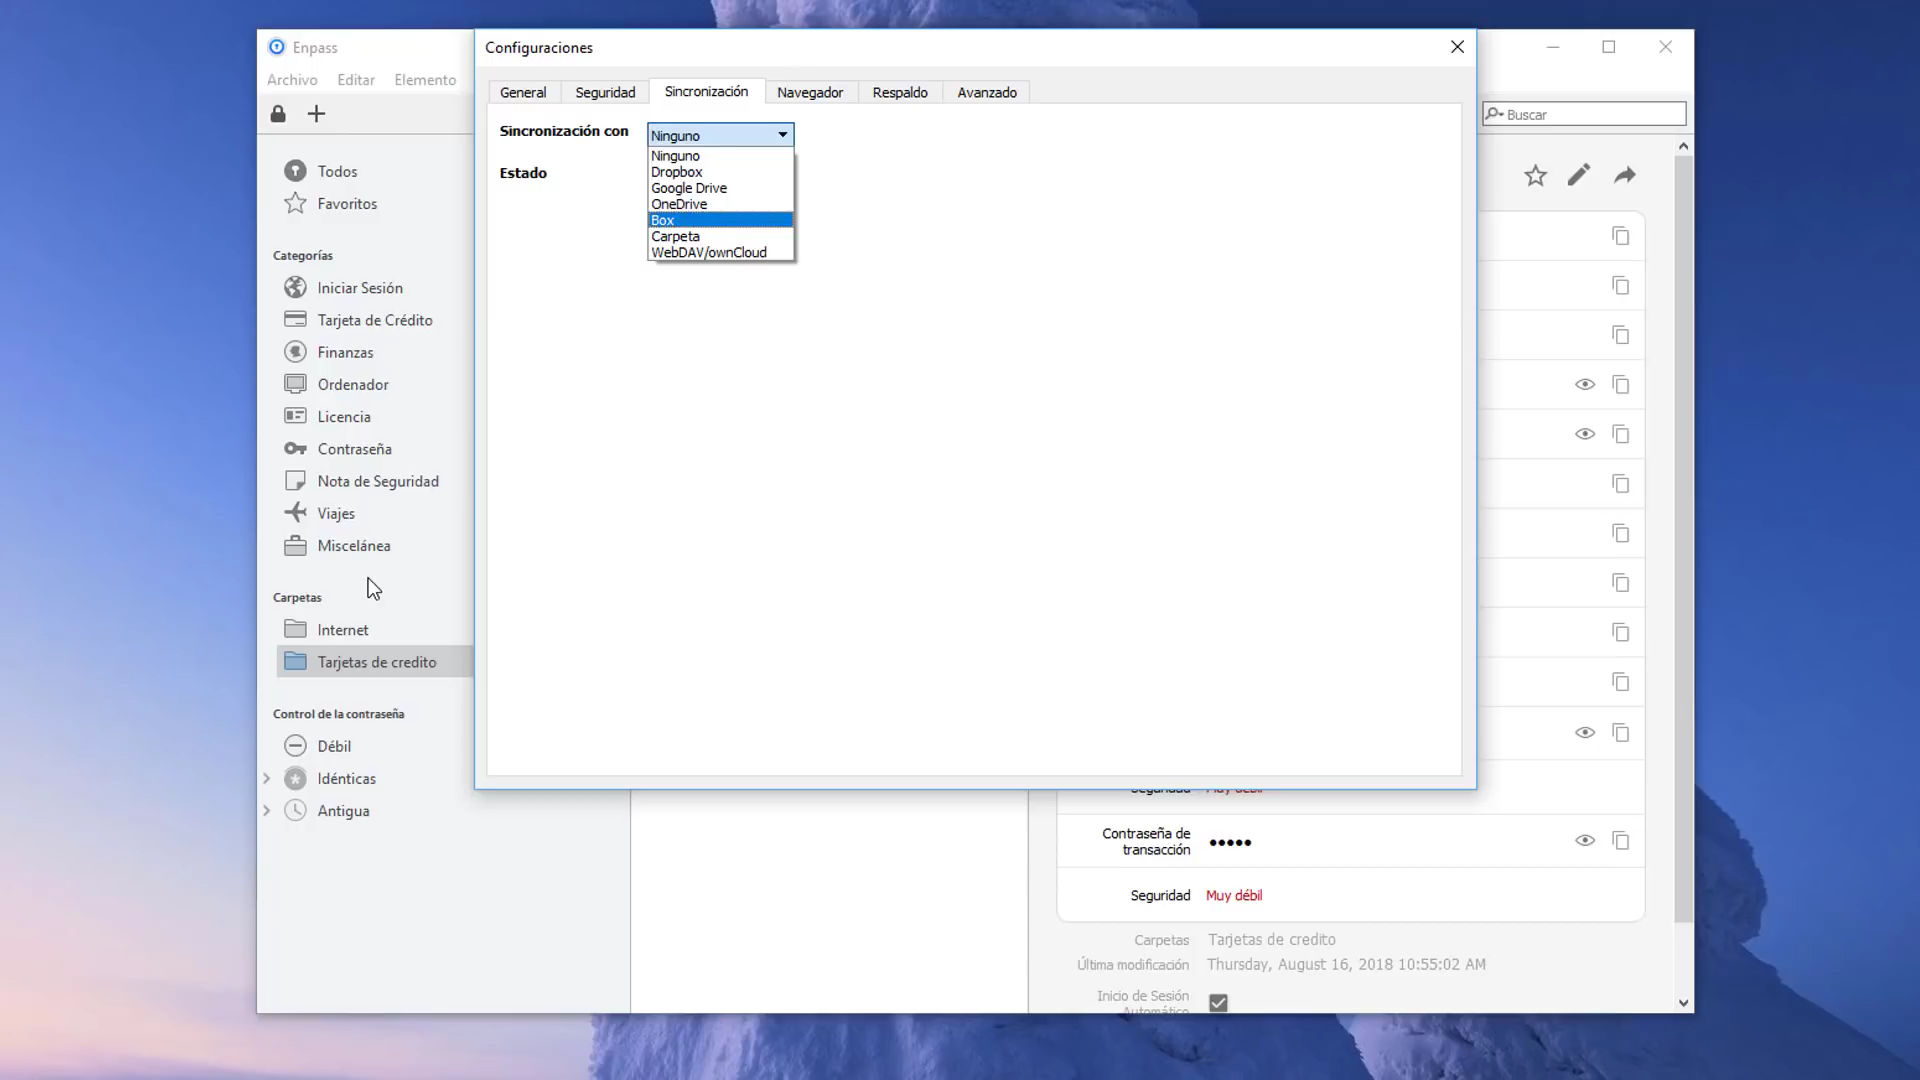 Enpass
Archivo Editar Elemento
Configuraciones
General Seguridad Sincronización Navegador Respaldo Avanzado
Sincronización con
Ninguno
Ninguno
Dropbox
Google Drive
OneDrive
Box
Carpeta
WebDAV/ownCloud
Estado
Buscar
Todos
Favoritos
Categorías
Iniciar Sesión
Tarjeta de Crédito
Finanzas
Ordenador
Licencia
Contraseña
Nota de Seguridad
Viajes
Miscelánea
Carpetas
Internet
Tarjetas de credito
Control de la contraseña
Débil
Idénticas
Antigua
Seguridad Muy débil
Contraseña de
transacción
Seguridad Muy débil
Carpetas Tarjetas de credito
Última modificación Thursday, August 16, 2018 10:55:02 AM
Inicio de Sesión
Automático